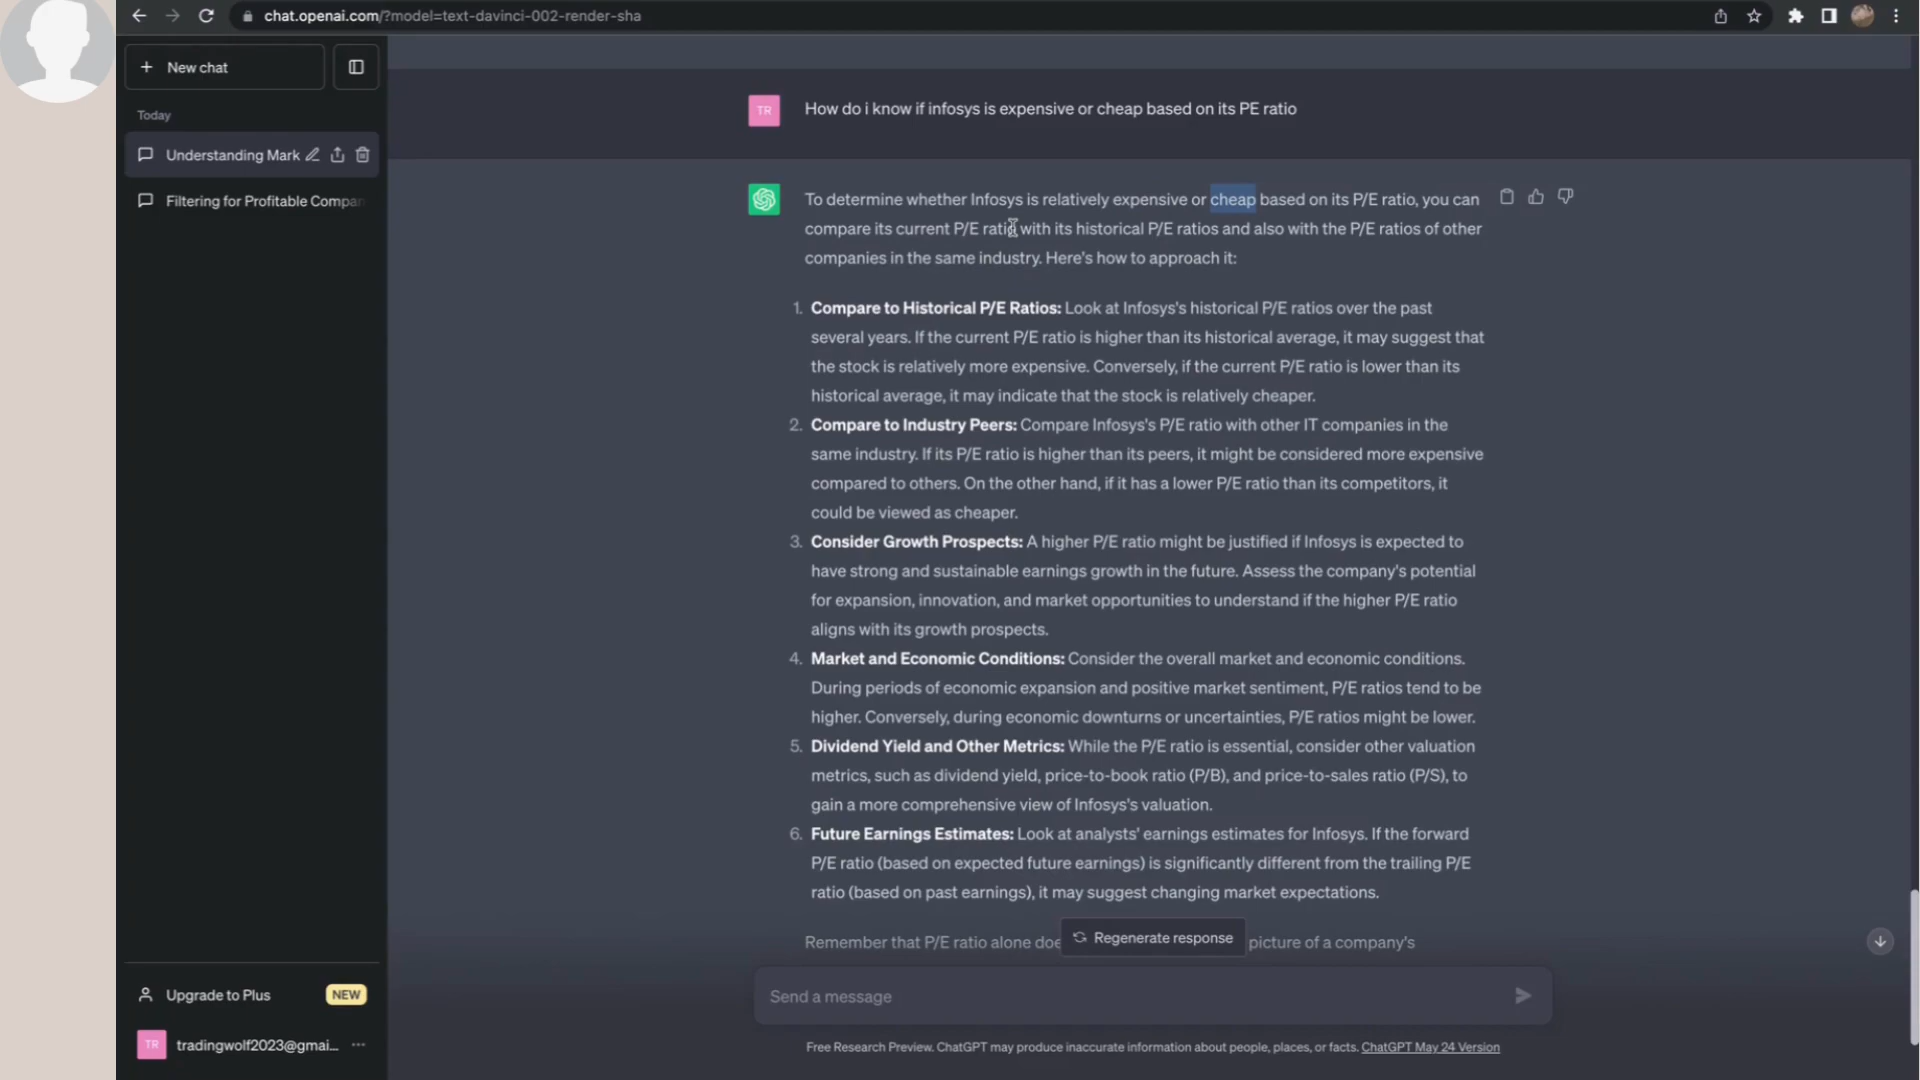 chat.openai.com/?model=text-davinci-002-render-sha
New chat
Today
Understanding Mark
Filtering for Profitable Compan
TR
How do i know if infosys is expensive or cheap based on its PE ratio
To determine whether Infosys is relatively expensive or cheap based on its P/E ratio, you can
compare its current P/E ratio with its historical P/E ratios and also with the P/E ratios of other
companies in the same industry. Here's how to approach it:
1. Compare to Historical P/E Ratios: Look at Infosys's historical P/E ratios over the past
several years. If the current P/E ratio is higher than its historical average, it may suggest that
the stock is relatively more expensive. Conversely, if the current P/E ratio is lower than its
historical average, it may indicate that the stock is relatively cheaper.
2. Compare to Industry Peers: Compare Infosys's P/E ratio with other IT companies in the
same industry. If its P/E ratio is higher than its peers, it might be considered more expensive
compared to others. On the other hand, if it has a lower P/E ratio than its competitors, it
could be viewed as cheaper.
3. Consider Growth Prospects: A higher P/E ratio might be justified if Infosys is expected to
have strong and sustainable earnings growth in the future. Assess the company's potential
for expansion, innovation, and market opportunities to understand if the higher P/E ratio
aligns with its growth prospects.
4. Market and Economic Conditions: Consider the overall market and economic conditions.
During periods of economic expansion and positive market sentiment, P/E ratios tend to be
higher. Conversely, during economic downturns or uncertainties, P/E ratios might be lower.
5. Dividend Yield and Other Metrics: While the P/E ratio is essential, consider other valuation
metrics, such as dividend yield, price-to-book ratio (P/B), and price-to-sales ratio (P/S), to
gain a more comprehensive view of Infosys's valuation.
6. Future Earnings Estimates: Look at analysts' earnings estimates for Infosys. If the forward
P/E ratio (based on expected future earnings) is significantly different from the trailing P/E
ratio (based on past earnings), it may suggest changing market expectations.
Remember that P/E ratio alone doe
Regenerate response
picture of a company's
Send a message
Free Research Preview. ChatGPT may produce inaccurate information about people, places, or facts. ChatGPT May 24 Version
Upgrade to Plus NEW
TR tradingwolf2023@gmai...